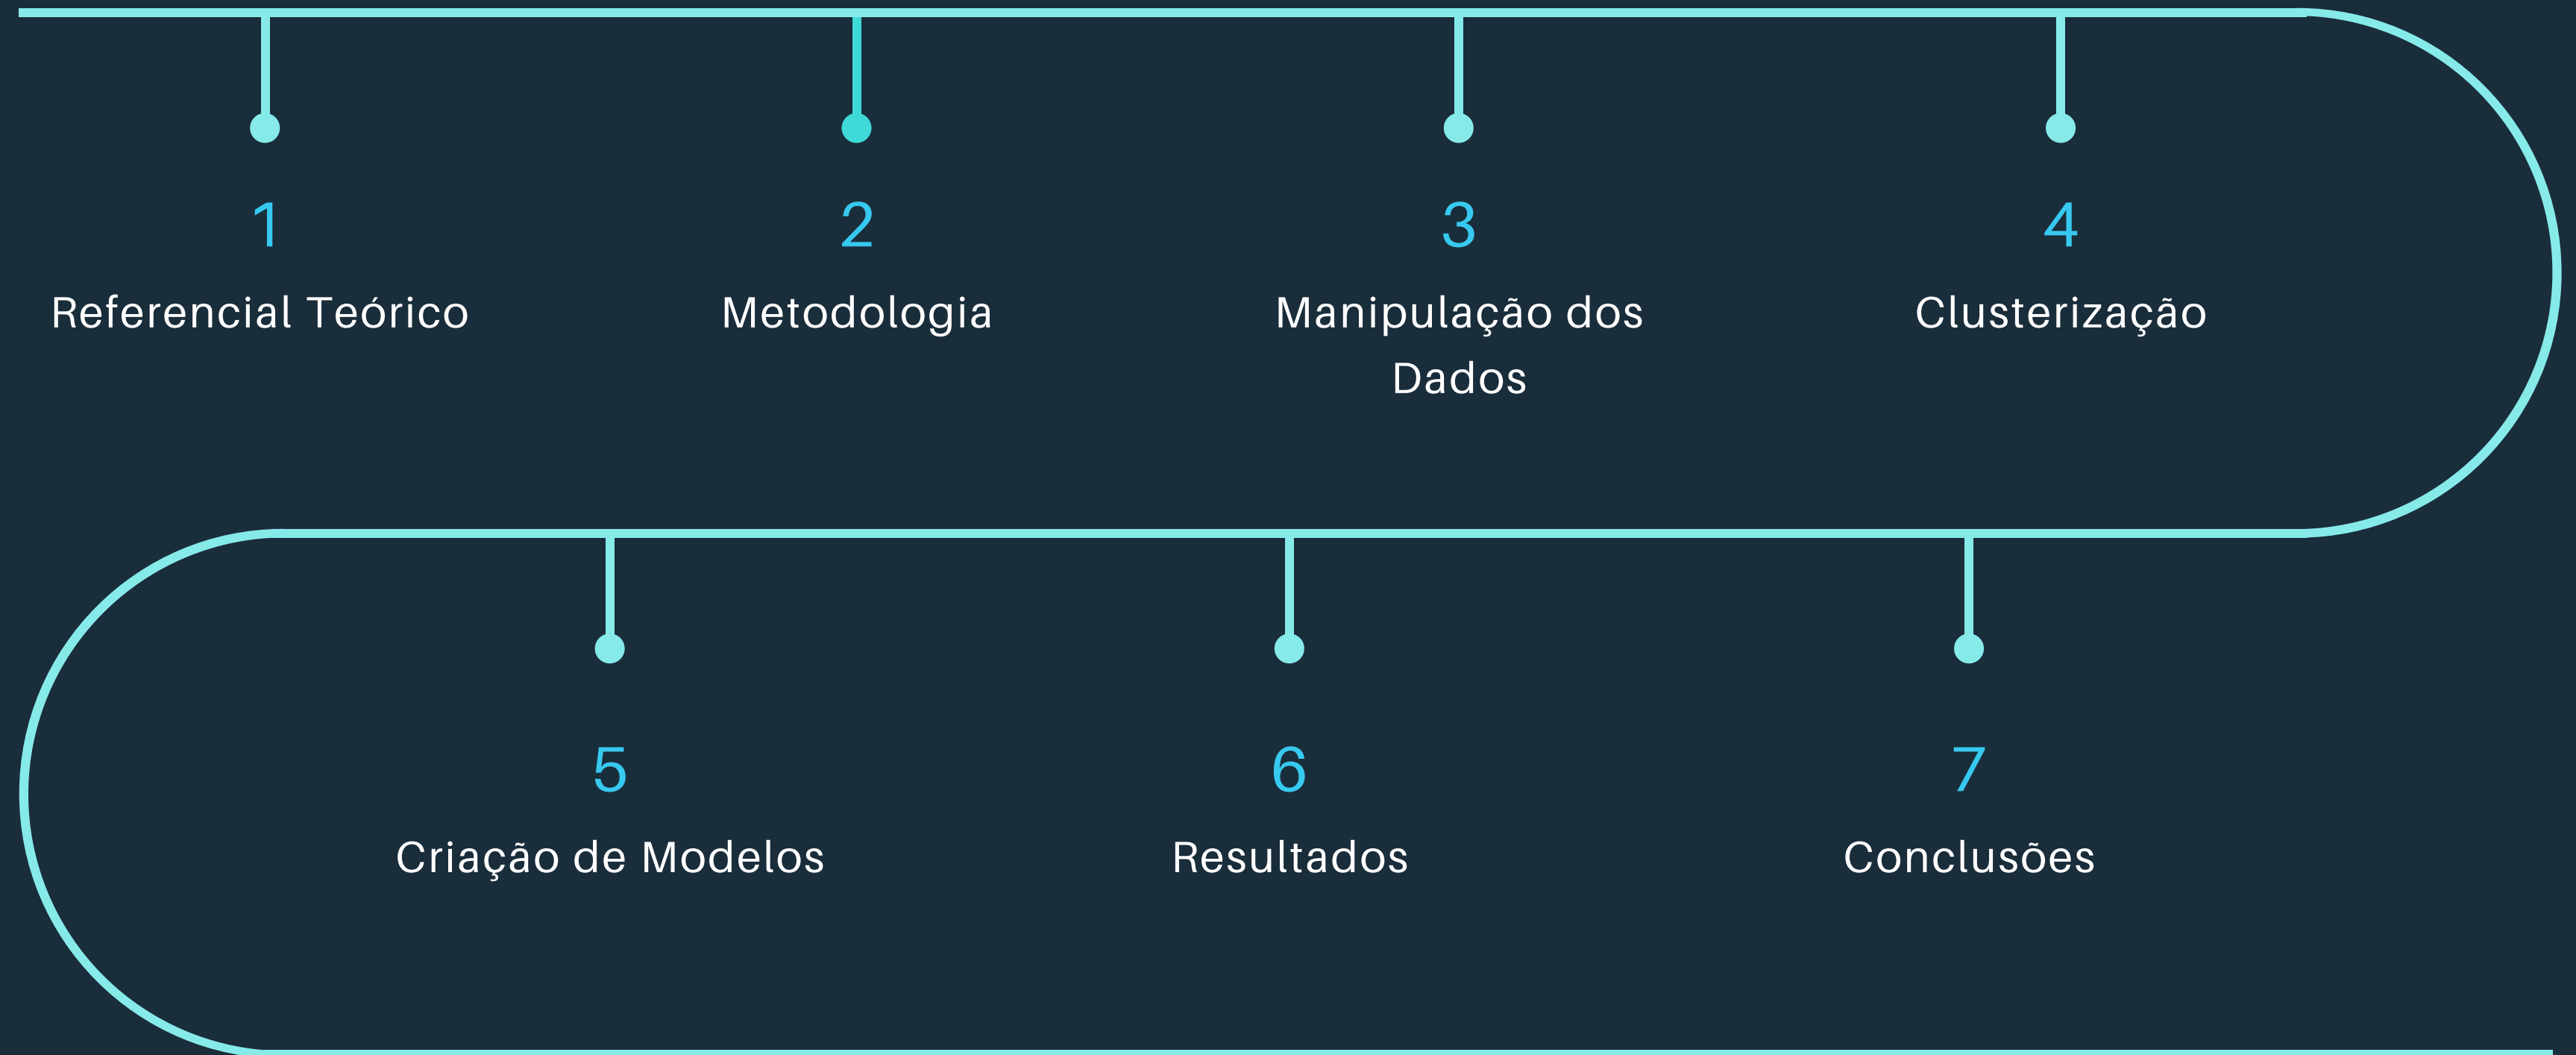 1
Referencial Teórico
2
Metodologia
3
Manipulação dos
Dados
4
Clusterização
5
Criação de Modelos
6
Resultados
7
Conclusões